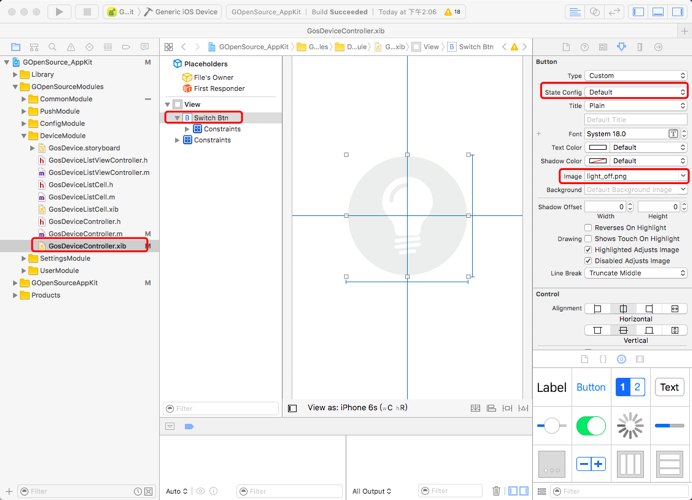 G...it
Generic iOS Device
GOpenSource_AppKit
Build Succeeded
Today at 下午2:06
18
GosDeviceController.xib
GOpenSource_AppKit
M
Library
GOpenSourceModules
CommonModule
PushModule
ConfigModule
DeviceModule
GosDevice.storyboard
GosDeviceListViewController.h
GosDeviceListViewController.m
GosDeviceListCell.h
GosDeviceListCell.m
GosDeviceListCell.xib
GosDeviceController.h
GosDeviceController.m
M
GosDeviceController.xib
M
SettingsModule
UserModule
GOpenSourceAppKit
M
Products
Filter
GOpenSource_AppKit
G...les
D...ule
G...xib
View
B Switch Btn
Placeholders
File's Owner
First Responder
View
B Switch Btn
Constraints
Constraints
Filter
View as: iPhone 6s (wC hR)
Auto
Filter
All Output
Filter
Button
Type Custom
State Config Default
Title Plain
Default Title
Font System 18.0
Text Color Default
Shadow Color Default
Image light_off.png
Background Default Background Image
Shadow Offset 0 0
Width Height
Reverses On Highlight
Drawing Shows Touch On Highlight
Highlighted Adjusts Image
Disabled Adjusts Image
Line Break Truncate Middle
Control
Alignment
Horizontal
Vertical
Label
Button
1 2
Text
Filter